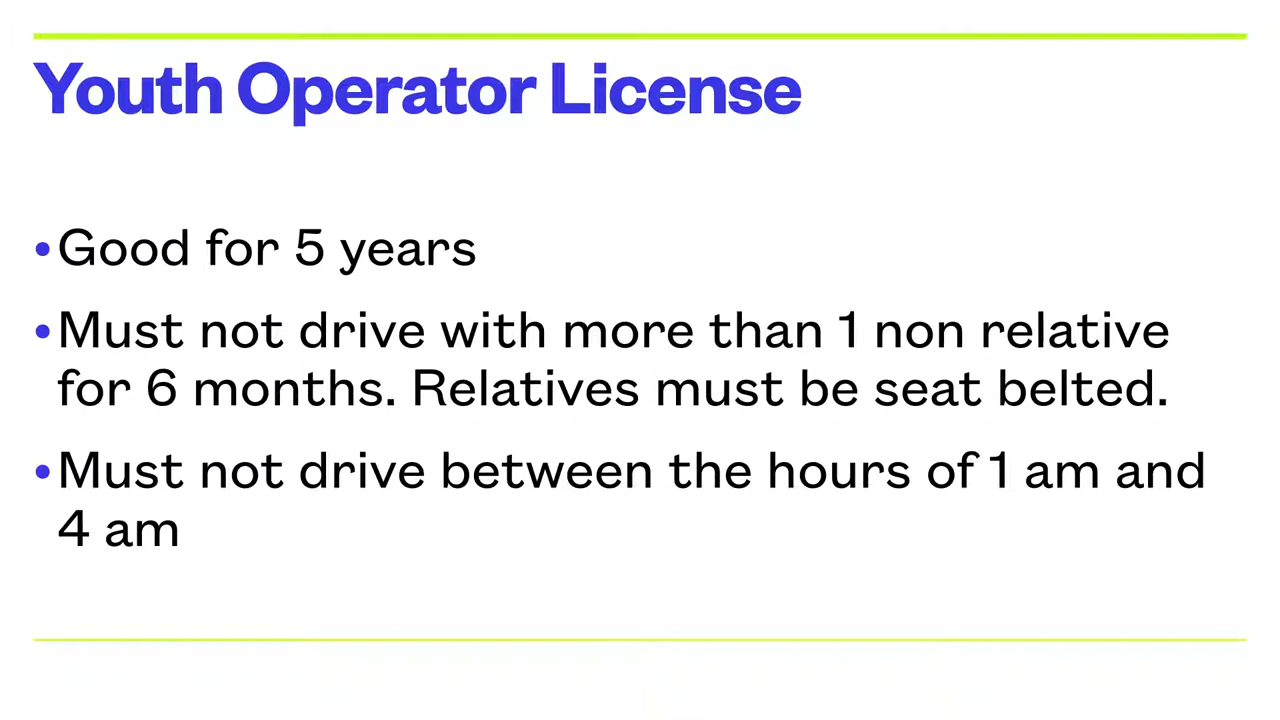 Youth Operator License
•Good for 5 years
•Must not drive with more than 1 non relative
for 6 months. Relatives must be seat belted.
•Must not drive between the hours of 1 am and
4 am